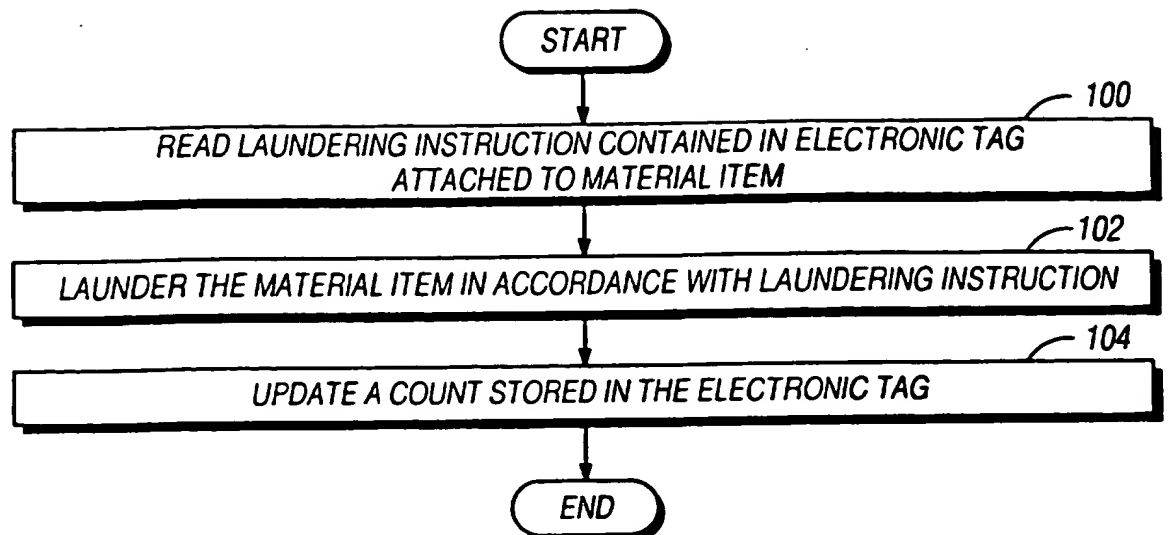 START
100
READ LAUNDERING INSTRUCTION CONTAINED IN ELECTRONIC TAG
ATTACHED TO MATERIAL ITEM
102
LAUNDER THE MATERIAL ITEM IN ACCORDANCE WITH LAUNDERING INSTRUCTION
104
UPDATE A COUNT STORED IN THE ELECTRONIC TAG
END